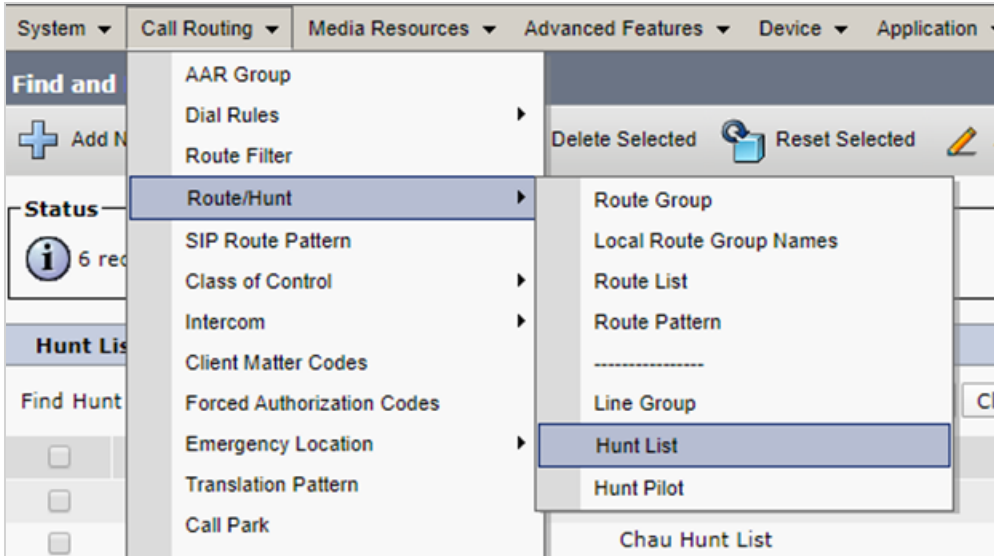 System Call Routing Media Resources Advanced Features Device Application
Find and
AAR Group
Dial Rules
Add N
Delete Selected Reset Selected
Route Filter
Status
Route/Hunt
Route Group
6 rec
SIP Route Pattern
Local Route Group Names
Class of Control
Route List
Intercom
Route Pattern
Hunt Lis
Client Matter Codes
----------------
Find Hunt
Forced Authorization Codes
Line Group
Emergency Location
Hunt List
Translation Pattern
Hunt Pilot
Call Park
Chau Hunt List